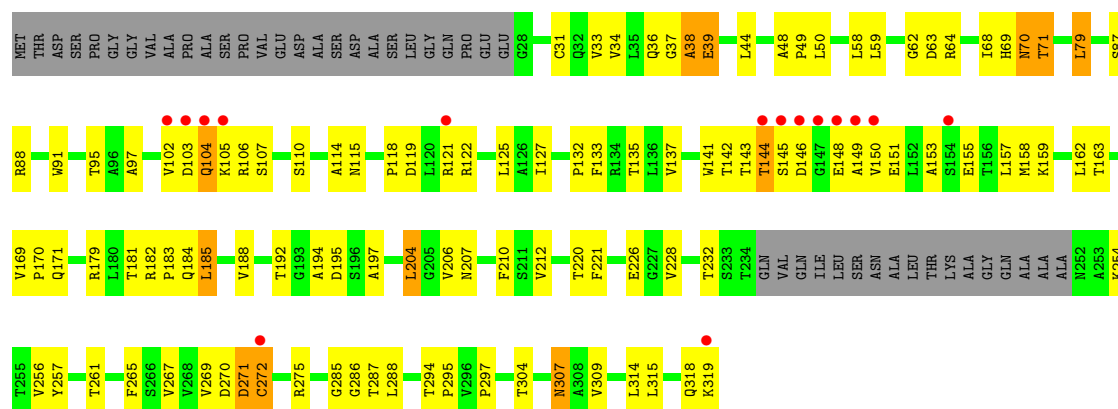 MET THR ASP SER PRO GLY GLY VAL ALA PRO ALA SER PRO VAL GLU ASP ALA SER ASP ALA SER LEU GLY GLN PRO GLU GLU G28 C31 Q32 V33 V34 L35 Q36 G37 A38 E39 L44 A48 P49 L50 L58 L59 G62 D63 R64 I68 H69 N70 T71 L79 S87
R88 W91 T95 A96 A97 V102 D103 Q104 K105 R106 S107 S110 A114 N115 P118 D119 L120 R121 R122 L125 A126 I127 P132 F133 R134 T135 L136 V137 W141 T142 T143 T144 S145 D146 G147 E148 A149 V150 E151 L152 A153 S154 E155 T156 L157 M158 K159 L162 T163
V169 P170 Q171 R179 L180 T181 R182 P183 Q184 L185 V188 T192 G193 A194 D195 S196 A197 L204 G205 V206 N207 F210 S211 V212 T220 F221 E226 G227 V228 T232 S233 T234 GLN VAL GLN ILE LEU SER ASN ALA LEU THR LYS ALA GLY GLN ALA ALA ALA N252 A253 K254
T255 V256 Y257 T261 F265 S266 V267 V268 V269 D270 D271 C272 R275 G285 G286 T287 L288 T294 P295 V296 P297 T304 N307 A308 V309 L314 L315 Q318 K319